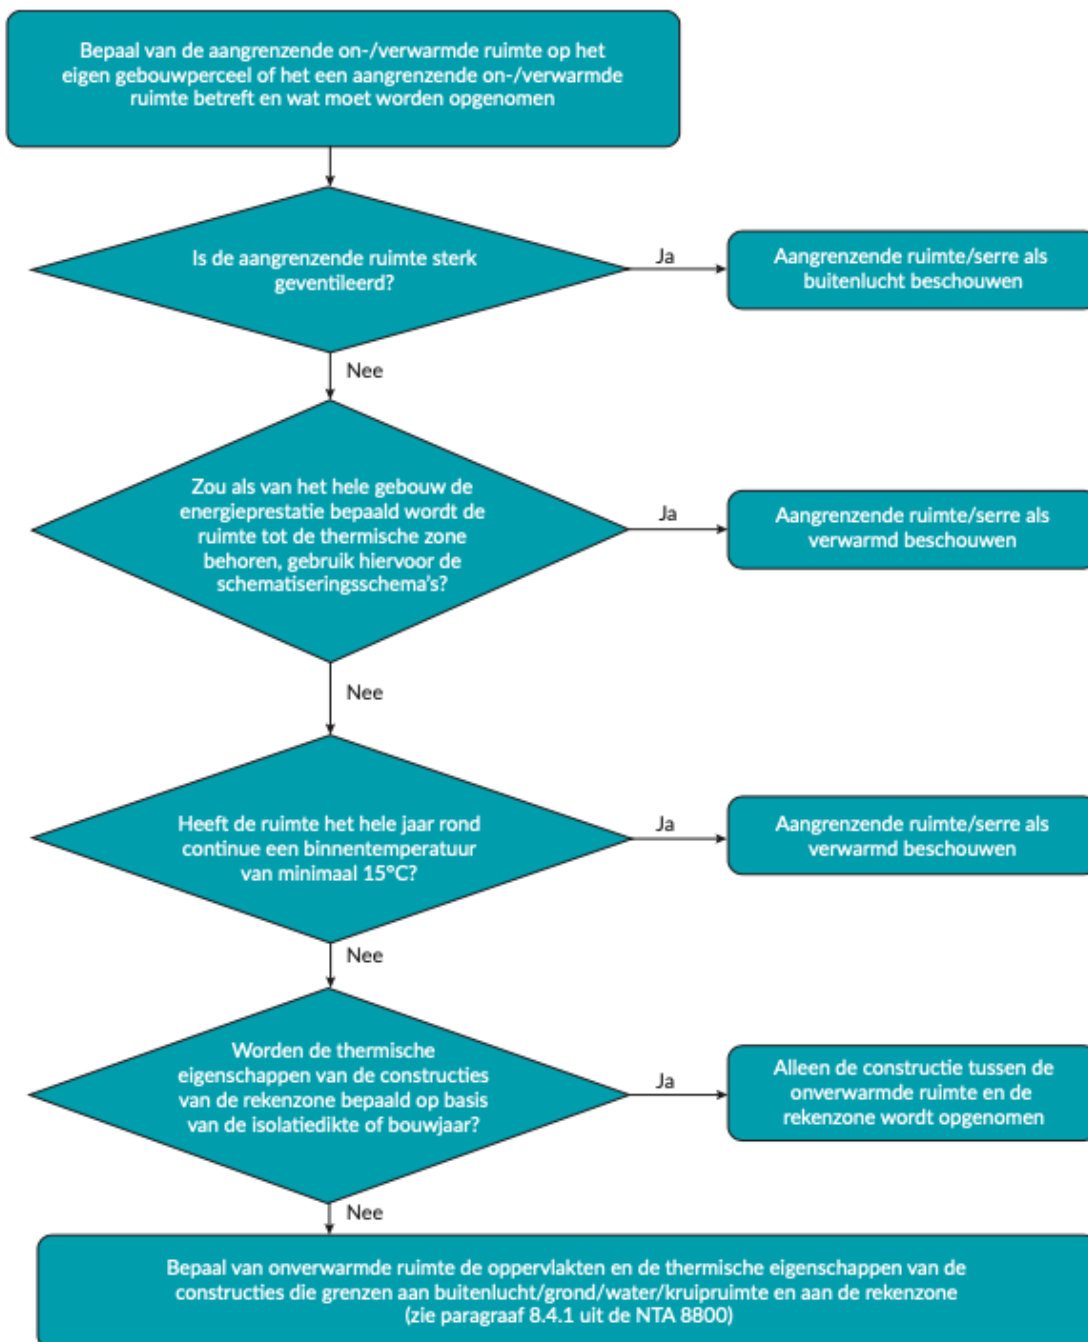 Bepaal van de aangrenzende on-/verwarmde ruimte op het
eigen gebouwperceel of het een aangrenzende on-/verwarmde
ruimte betreft en wat moet worden opgenomen
Is de aangrenzende ruimte sterk
geventileerd?
Ja
Aangrenzende ruimte/serre als
buitenlucht beschouwen
Nee
Zou als van het hele gebouw de
energieprestatie bepaald wordt de
ruimte tot de thermische zone
behoren, gebruik hiervoor de
schematiseringsschema's?
Ja
Aangrenzende ruimte/serre als
verwarmd beschouwen
Nee
Heeft de ruimte het hele jaar rond
continue een binnentemperatuur
van minimaal 15°C?
Ja
Aangrenzende ruimte/serre als
verwarmd beschouwen
Nee
Worden de thermische
eigenschappen van de constructies
van de rekenzone bepaald op basis
van de isolatiedikte of bouwjaar?
Ja
Alleen de constructie tussen de
onverwarmde ruimte en de
rekenzone wordt opgenomen
Nee
Bepaal van onverwarmde ruimte de oppervlakten en de thermische eigenschappen van de
constructies die grenzen aan buitenlucht/grond/water/kruipruimte en aan de rekenzone
(zie paragraaf 8.4.1 uit de NTA 8800)